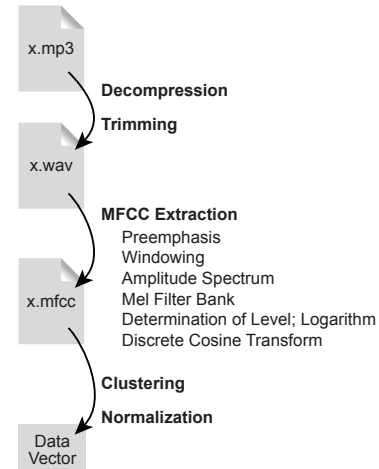 x.mp3
Decompression
Trimming
x.wav
MFCC Extraction
Preemphasis
Windowing
Amplitude Spectrum
Mel Filter Bank
Determination of Level; Logarithm
Discrete Cosine Transform
x.mfcc
Clustering
Normalization
Data
Vector